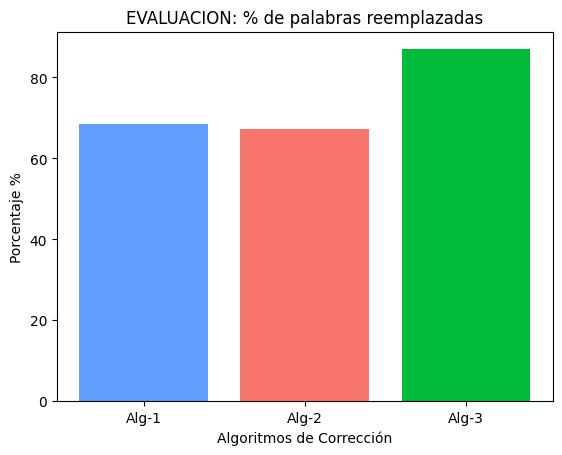 EVALUACION: % de palabras reemplazadas
Porcentaje %
80
60
40
20
0
Alg-1 Alg-2 Alg-3
Algoritmos de Corrección